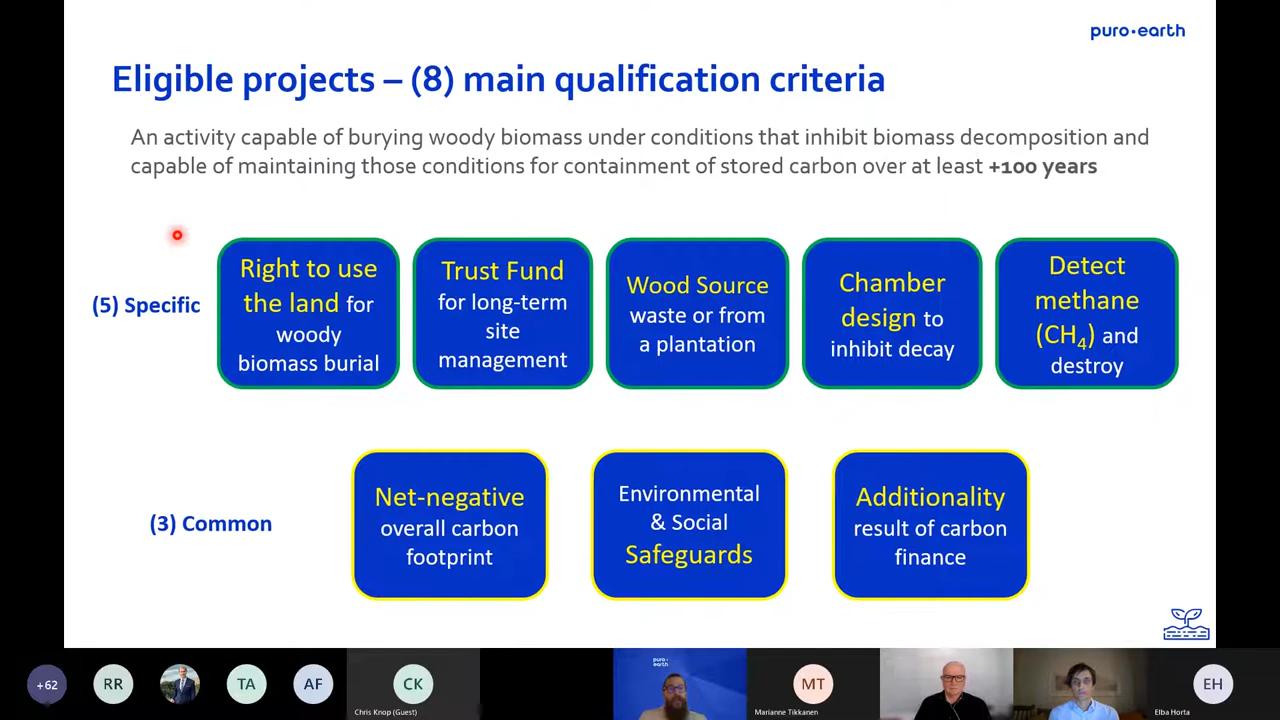 puro·earth
Eligible projects – (8) main qualification criteria
An activity capable of burying woody biomass under conditions that inhibit biomass decomposition and
capable of maintaining those conditions for containment of stored carbon over at least +100 years
(5) Specific
Right to use
the land for
woody
biomass burial
Trust Fund
for long-term
site
management
Wood Source
waste or from
a plantation
Chamber
design to
inhibit decay
Detect
methane
(CH₄) and
destroy
(3) Common
Net-negative
overall carbon
footprint
Environmental
& Social
Safeguards
Additionality
result of carbon
finance
+62
RR
TA
AF
CK
Chris Knop (Guest)
puro·earth
MT
Marianne Tikkanen
EH
Elba Horta